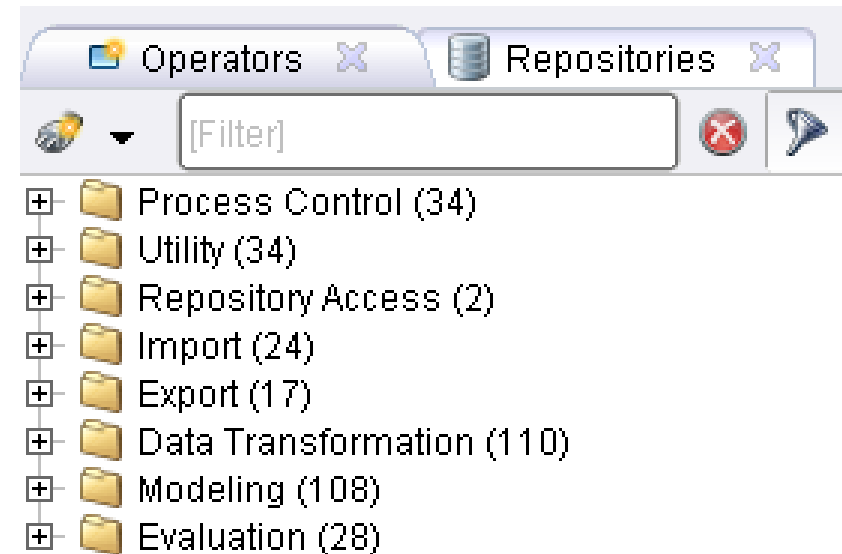 Operators Repositories
[Filter]
Process Control (34)
Utility (34)
Repository Access (2)
Import (24)
Export (17)
Data Transformation (110)
Modeling (108)
Evaluation (28)